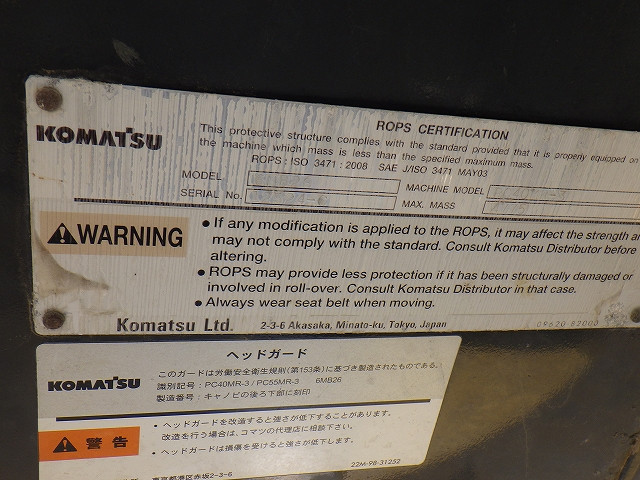 ROPS CERTIFICATION
KOMATSU
This protective structure complies with the standard provided that it is properly equipped on
the machine which mass is less than the specified maximum mass.
ROPS : ISO 3471 : 2008 SAE J/ISO 3471 MAY03
MODEL
MACHINE MODEL
SERIAL No.
MAX. MASS
WARNING
• If any modification is applied to the ROPS, it may affect the strength
may not comply with the standard. Consult Komatsu Distributor before
altering.
• ROPS may provide less protection if it has been structurally damaged or
involved in roll-over. Consult Komatsu Distributor in that case.
• Always wear seat belt when moving.
Komatsu Ltd. 2-3-6 Akasaka, Minato-ku, Tokyo, Japan
09620-B2000
ヘッドガード
KOMATSU
このガードは労働安全衛生規則(第153条)に基づき製造されたものである。
識別記号: PC40MR-3 / PC55MR-3 6MB26
製造番号: キャノピの後ろ下部に刻印
警告
・ヘッドガードを改造すると強さが低下することがあります。
改造を行う場合は、コマツの代理店に相談下さい。
・ヘッドガードは損傷を受けると強さが低下します。
22M-98-31252
東京都港区赤坂2-3-6